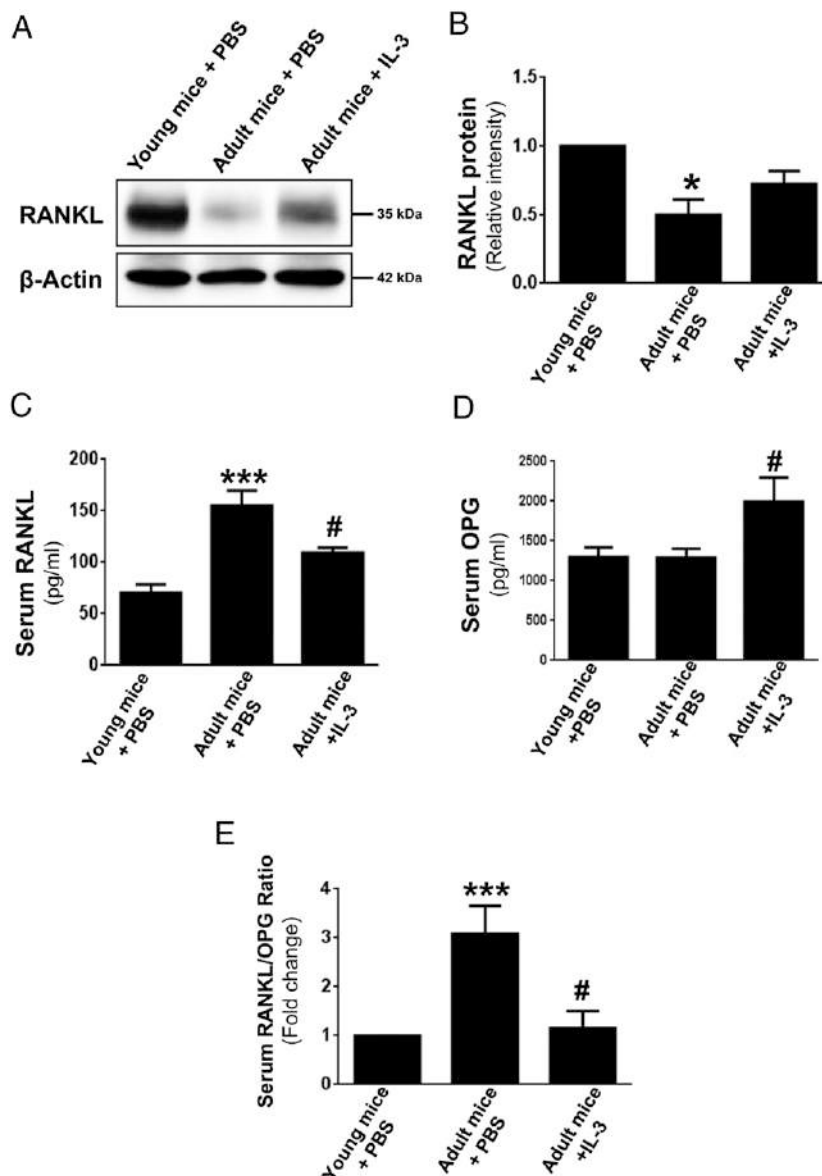 A
Young mice + PBS
Adult mice + PBS
Adult mice + IL-3
RANKL
35 kDa
β-Actin
42 kDa
B
RANKL protein
(Relative intensity)
1.5
1.0
0.5
0.0
*
Young mice
+ PBS
Adult mice
+ PBS
Adult mice
+IL-3
C
Serum RANKL
(pg/ml)
200
150
100
50
0
***
#
Young mice
+ PBS
Adult mice
+ PBS
Adult mice
+IL-3
D
Serum OPG
(pg/ml)
2500
2000
1500
1000
500
0
#
Young mice
+PBS
Adult mice
+ PBS
Adult mice
+IL-3
E
Serum RANKL/OPG Ratio
(Fold change)
4
3
2
1
0
***
#
Young mice
+ PBS
Adult mice
+ PBS
Adult mice
+IL-3